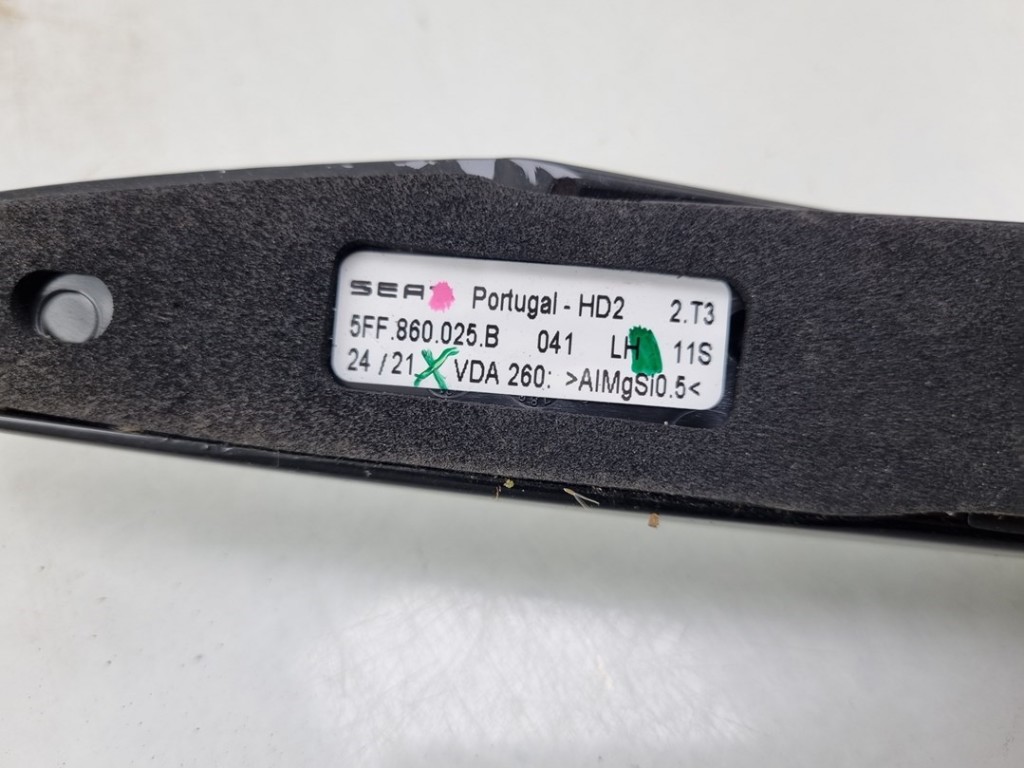 SEAT Portugal - HD2 2.T3
5FF.860.025.B 041 LH 11S
24 / 21 VDA 260: >AlMgSi0.5<